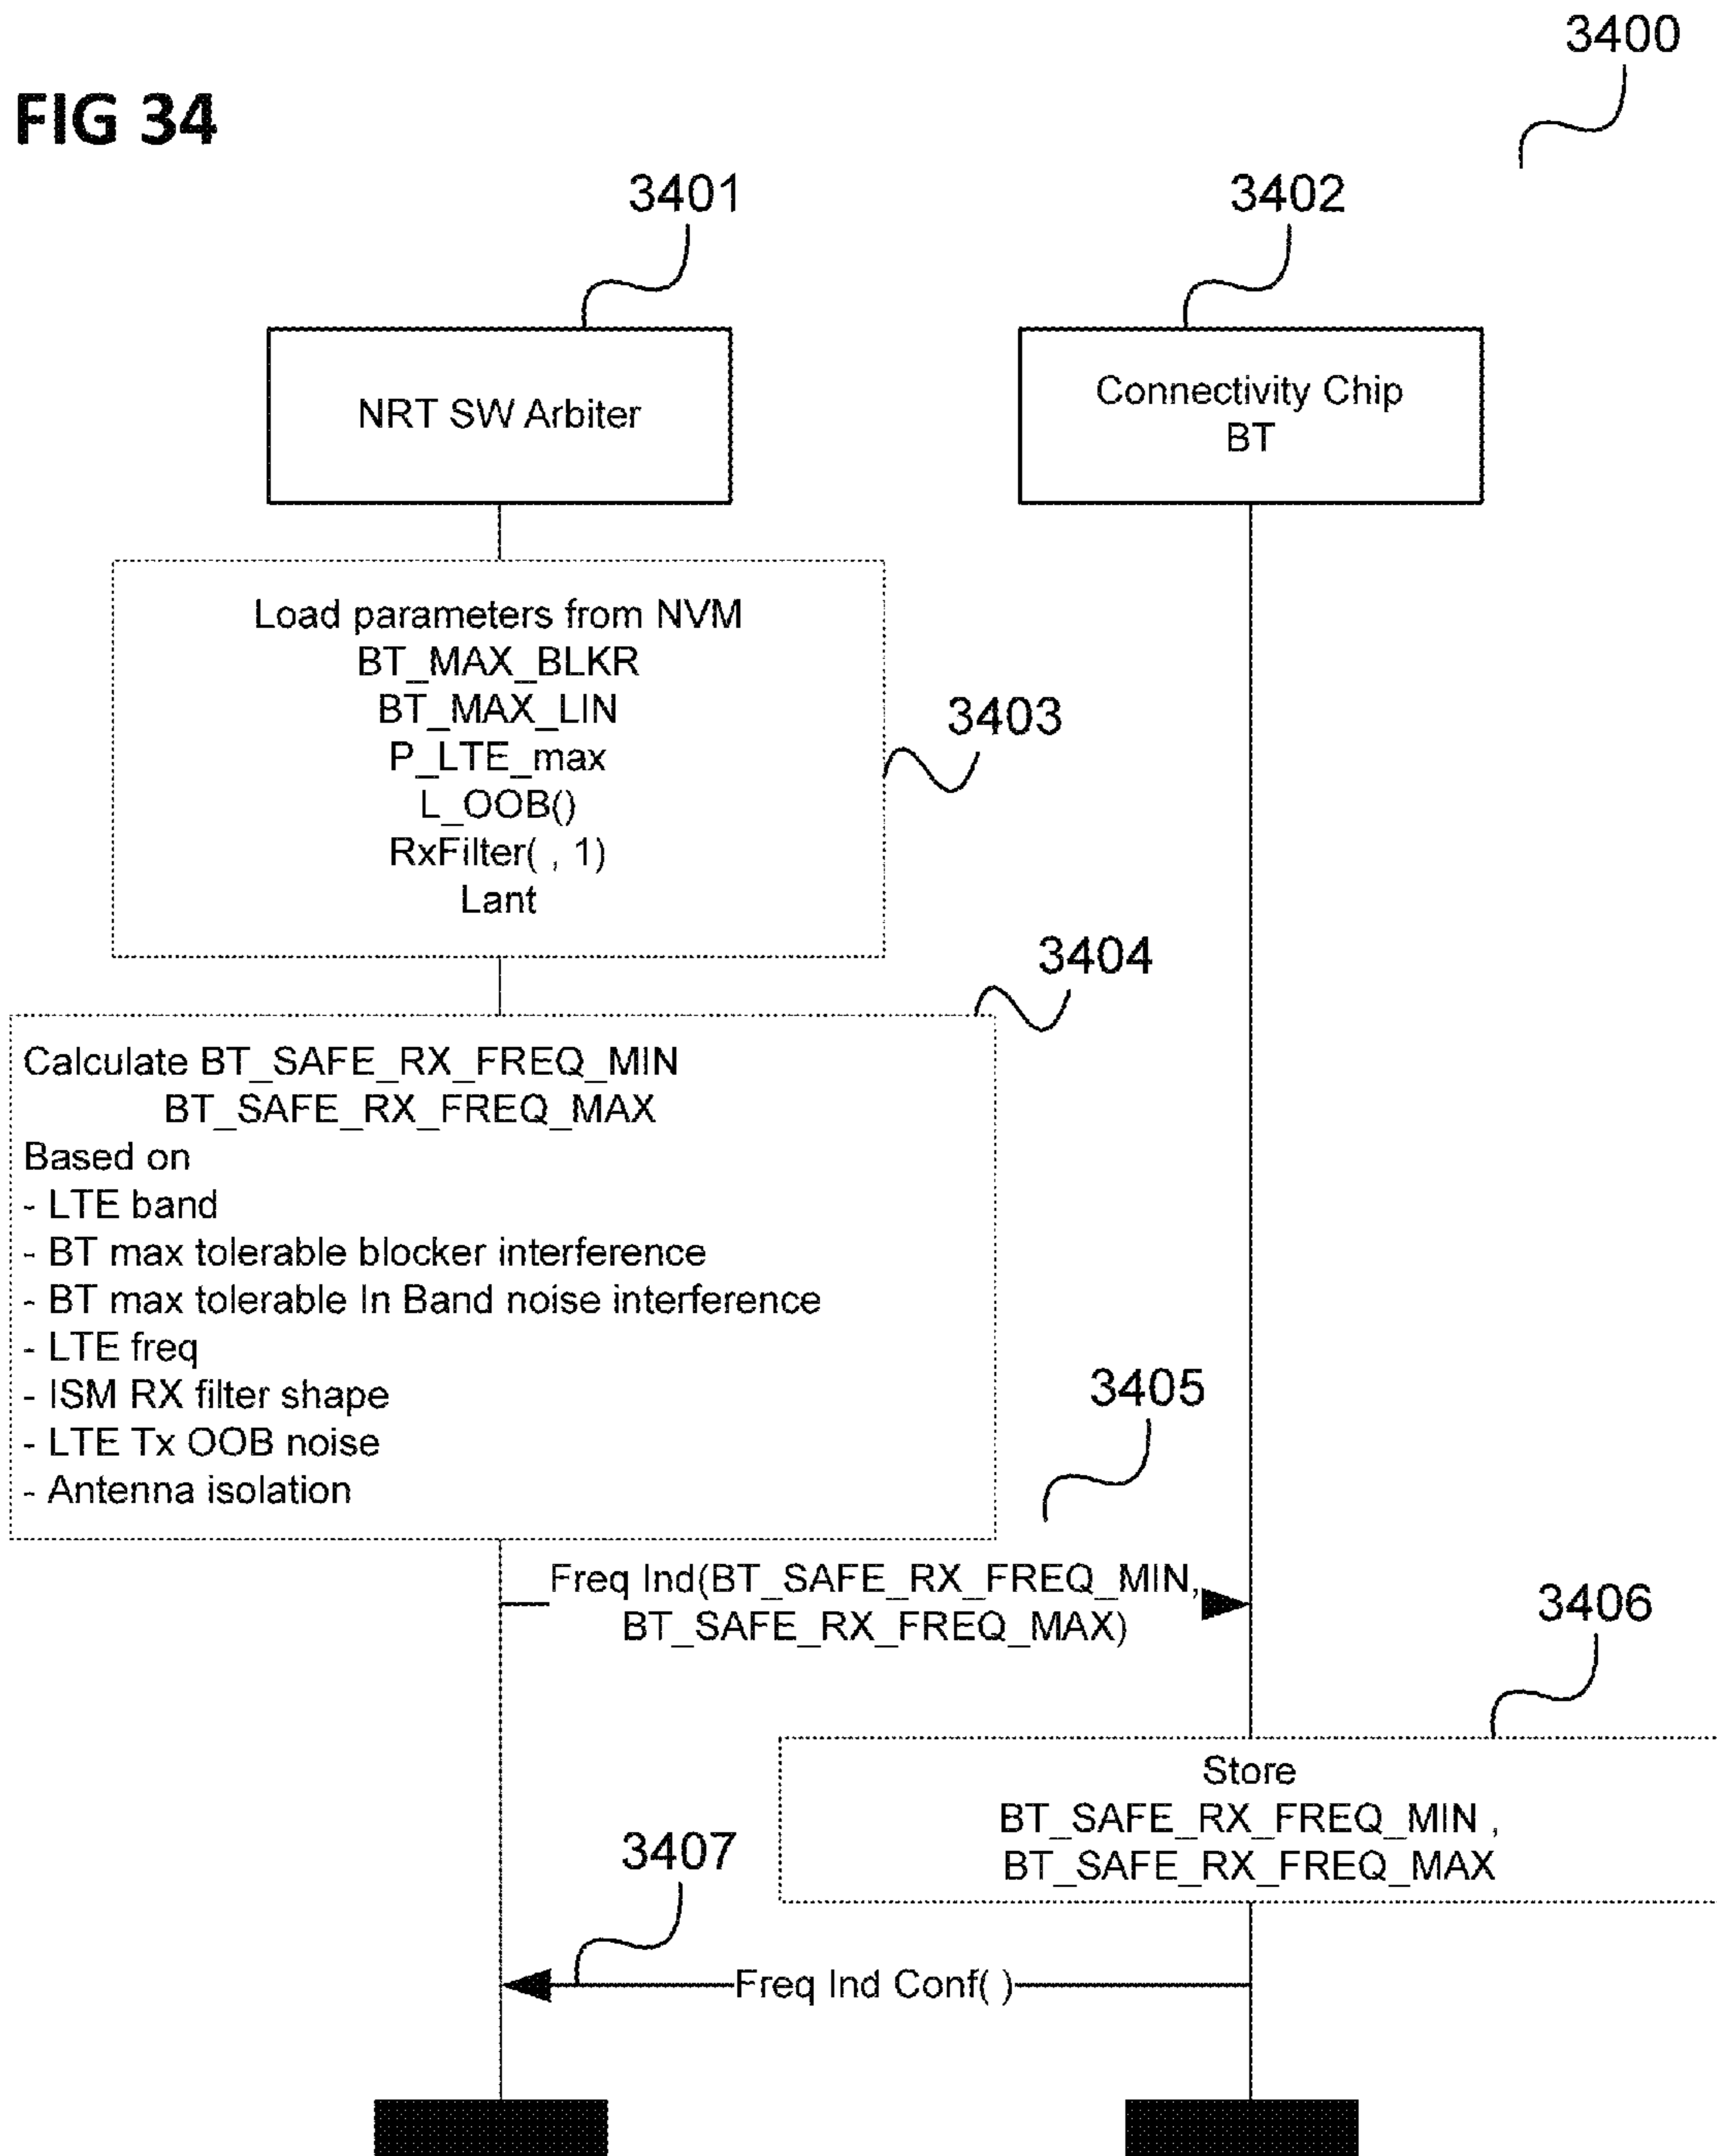 3400
FIG 34
3401
3402
NRT SW Arbiter
Connectivity Chip
BT
Load parameters from NVM
BT_MAX_BLKR
BT_MAX_LIN
P_LTE_max
L_OOB()
RxFilter( , 1)
Lant
3403
3404
Calculate BT_SAFE_RX_FREQ_MIN
BT_SAFE_RX_FREQ_MAX
Based on
- LTE band
- BT max tolerable blocker interference
- BT max tolerable In Band noise interference
- LTE freq
- ISM RX filter shape
- LTE Tx OOB noise
- Antenna isolation
3405
Freq Ind(BT_SAFE_RX_FREQ_MIN,
BT_SAFE_RX_FREQ_MAX)
3406
Store
BT_SAFE_RX_FREQ_MIN ,
BT_SAFE_RX_FREQ_MAX
3407
Freq Ind Conf( )